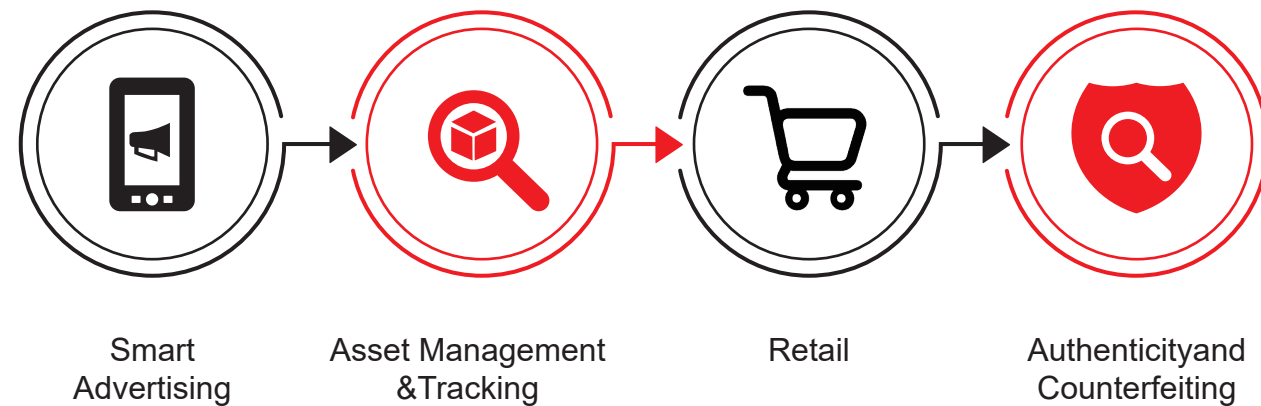 Smart
Advertising
Asset Management
&Tracking
Retail
Authenticityand
Counterfeiting